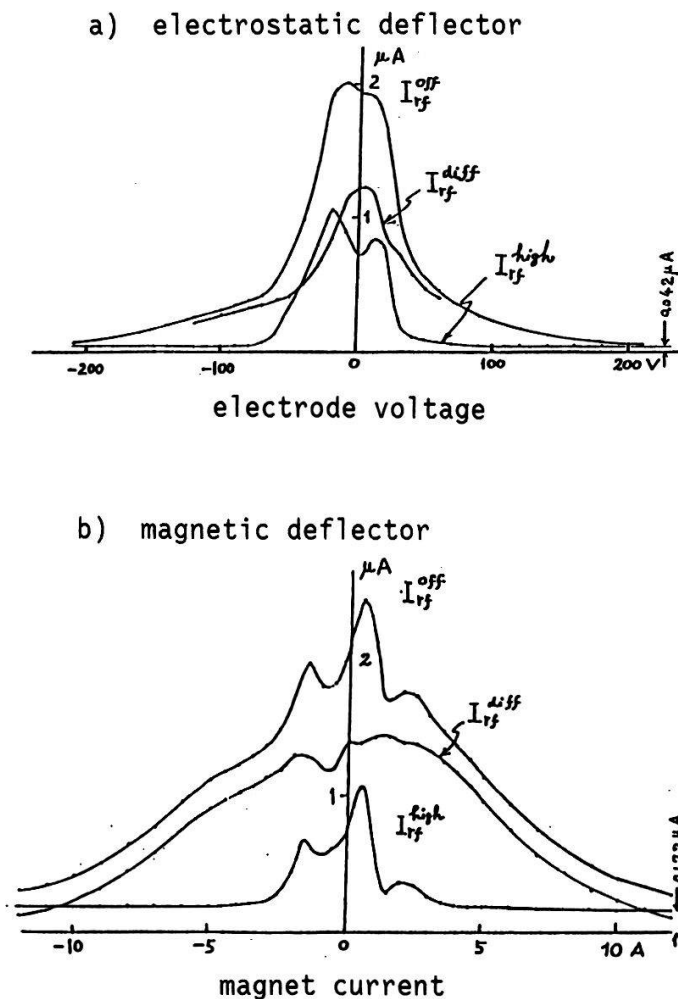 a) electrostatic deflector
μA
2
I_rf^off
I_rf^diff
1
I_rf^high
0.042μA
-200 -100 0 100 200 V
electrode voltage
b) magnetic deflector
μA
I_rf^off
2
I_rf^diff
1
I_rf^high
-10 -5 0 5 10 A
magnet current